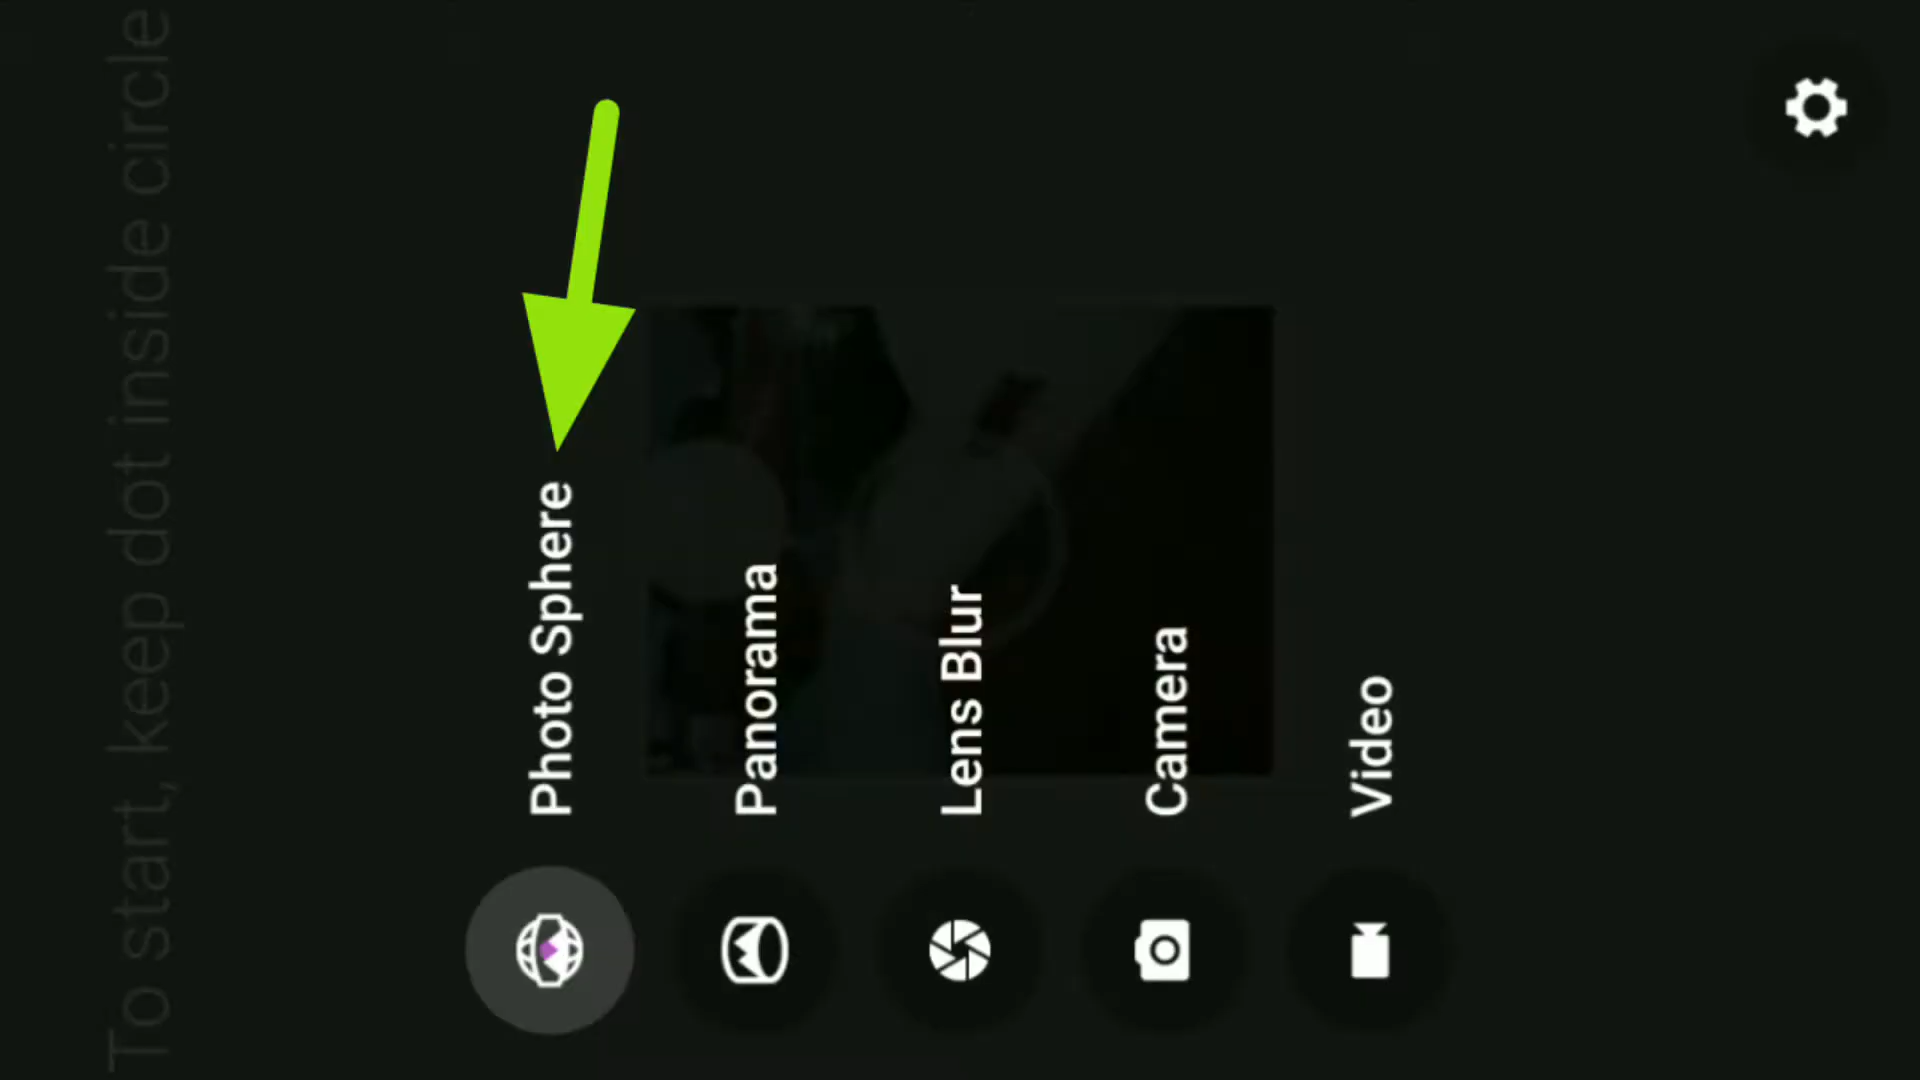 To start, keep dot inside circle
Photo Sphere
Panorama
Lens Blur
Camera
Video